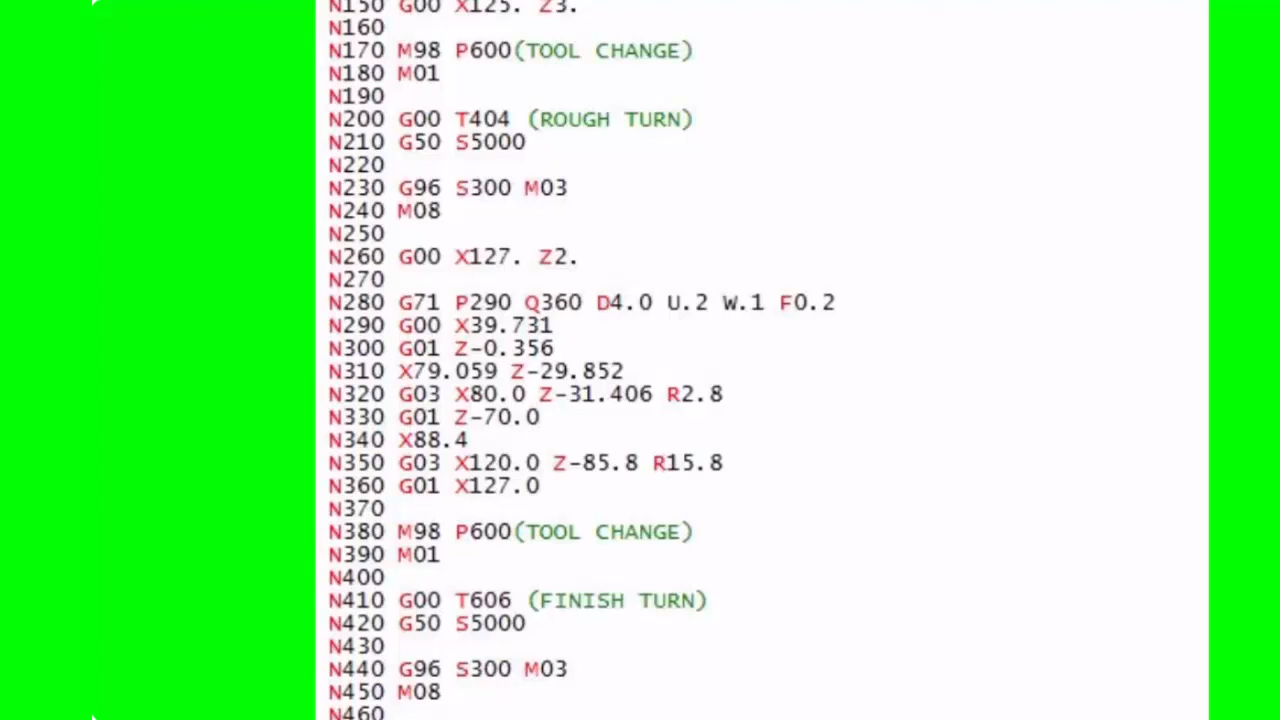 N150 G00 X125. Z3.
N160
N170 M98 P600(TOOL CHANGE)
N180 M01
N190
N200 G00 T404 (ROUGH TURN)
N210 G50 S5000
N220
N230 G96 S300 M03
N240 M08
N250
N260 G00 X127. Z2.
N270
N280 G71 P290 Q360 D4.0 U.2 W.1 F0.2
N290 G00 X39.731
N300 G01 Z-0.356
N310 X79.059 Z-29.852
N320 G03 X80.0 Z-31.406 R2.8
N330 G01 Z-70.0
N340 X88.4
N350 G03 X120.0 Z-85.8 R15.8
N360 G01 X127.0
N370
N380 M98 P600(TOOL CHANGE)
N390 M01
N400
N410 G00 T606 (FINISH TURN)
N420 G50 S5000
N430
N440 G96 S300 M03
N450 M08
N460